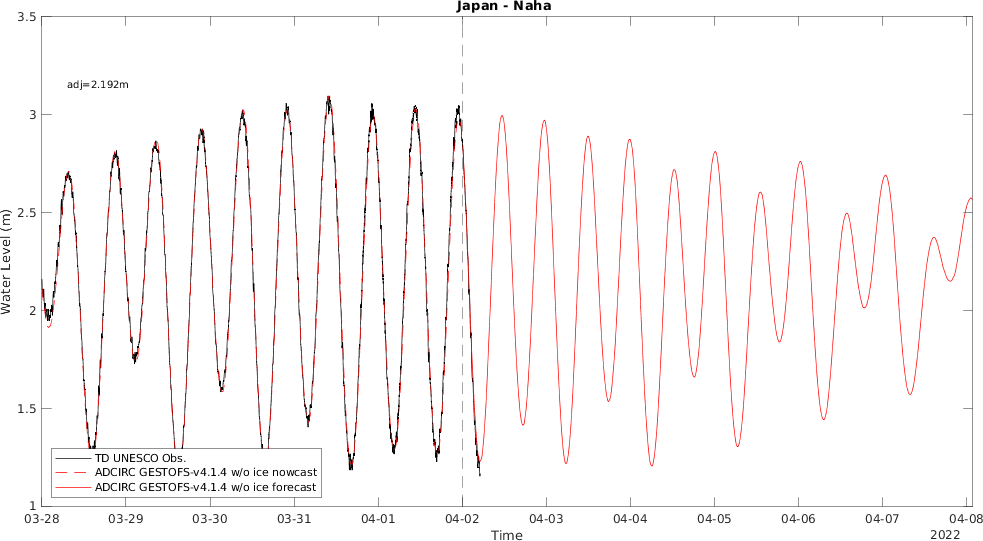 Japan - Naha
3.5
3
2.5
2
1.5
1
Water Level (m)
adj=2.192m
TD UNESCO Obs.
ADCIRC GESTOFS-v4.1.4 w/o ice nowcast
ADCIRC GESTOFS-v4.1.4 w/o ice forecast
03-28 03-29 03-30 03-31 04-01 04-02 04-03 04-04 04-05 04-06 04-07 04-08
Time
2022